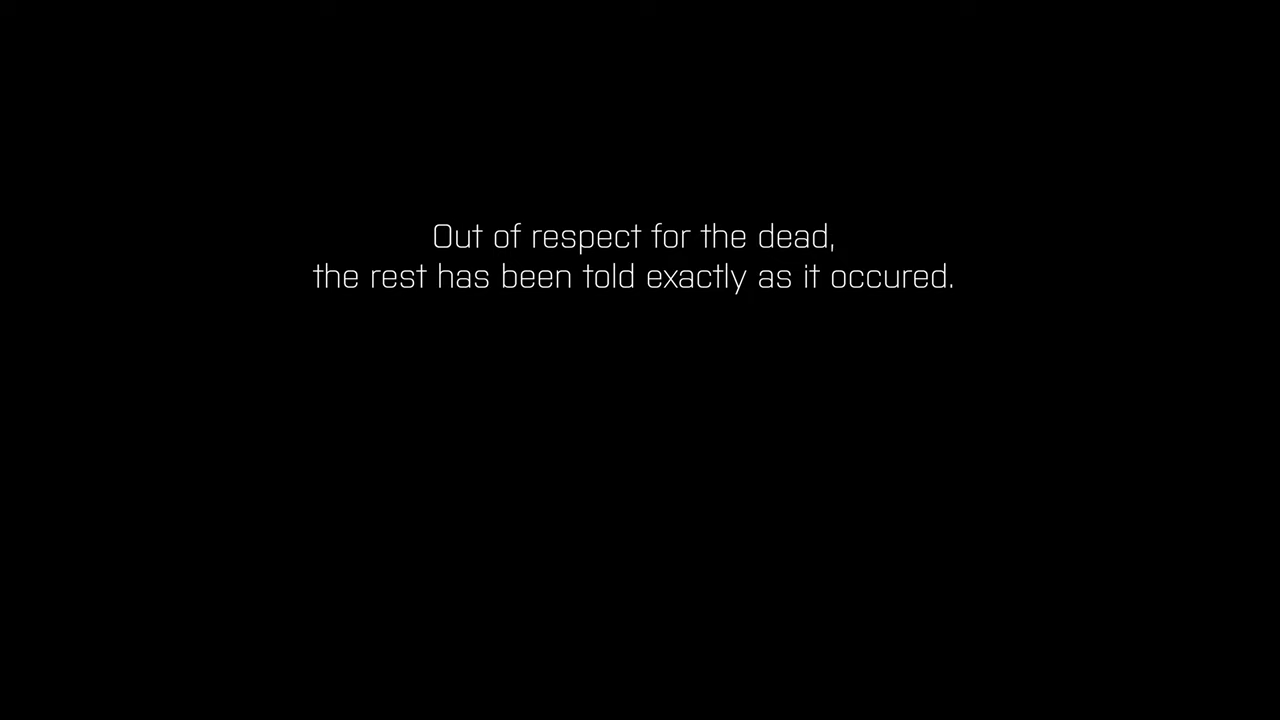 Out of respect for the dead,
the rest has been told exactly as it occured.